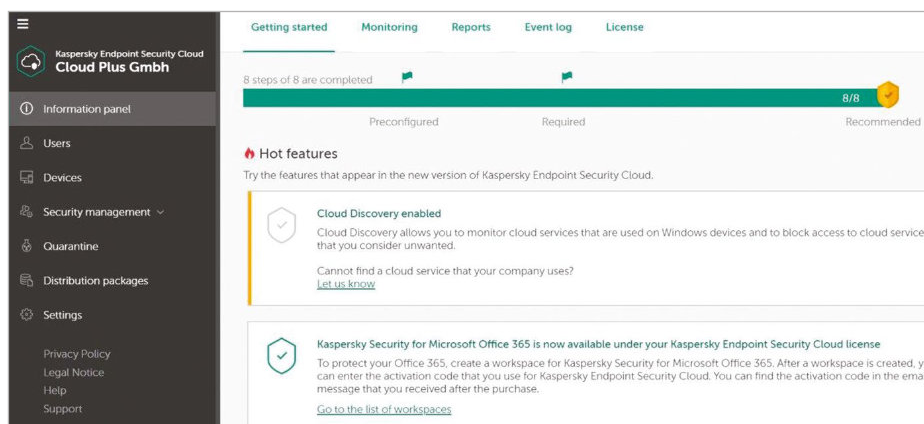 Kaspersky Endpoint Security Cloud
Cloud Plus Gmbh
Information panel
Users
Devices
Security management
Quarantine
Distribution packages
Settings
Privacy Policy
Legal Notice
Help
Support
Getting started Monitoring Reports Event log License
8 steps of 8 are completed
8/8
Preconfigured Required Recommended
Hot features
Try the features that appear in the new version of Kaspersky Endpoint Security Cloud.
Cloud Discovery enabled
Cloud Discovery allows you to monitor cloud services that are used on Windows devices and to block access to cloud service
that you consider unwanted.
Cannot find a cloud service that your company uses?
Let us know
Kaspersky Security for Microsoft Office 365 is now available under your Kaspersky Endpoint Security Cloud license
To protect your Office 365, create a workspace for Kaspersky Security for Microsoft Office 365. After a workspace is created, y
can enter the activation code that you use for Kaspersky Endpoint Security Cloud. You can find the activation code in the ema
message that you received after the purchase.
Go to the list of workspaces